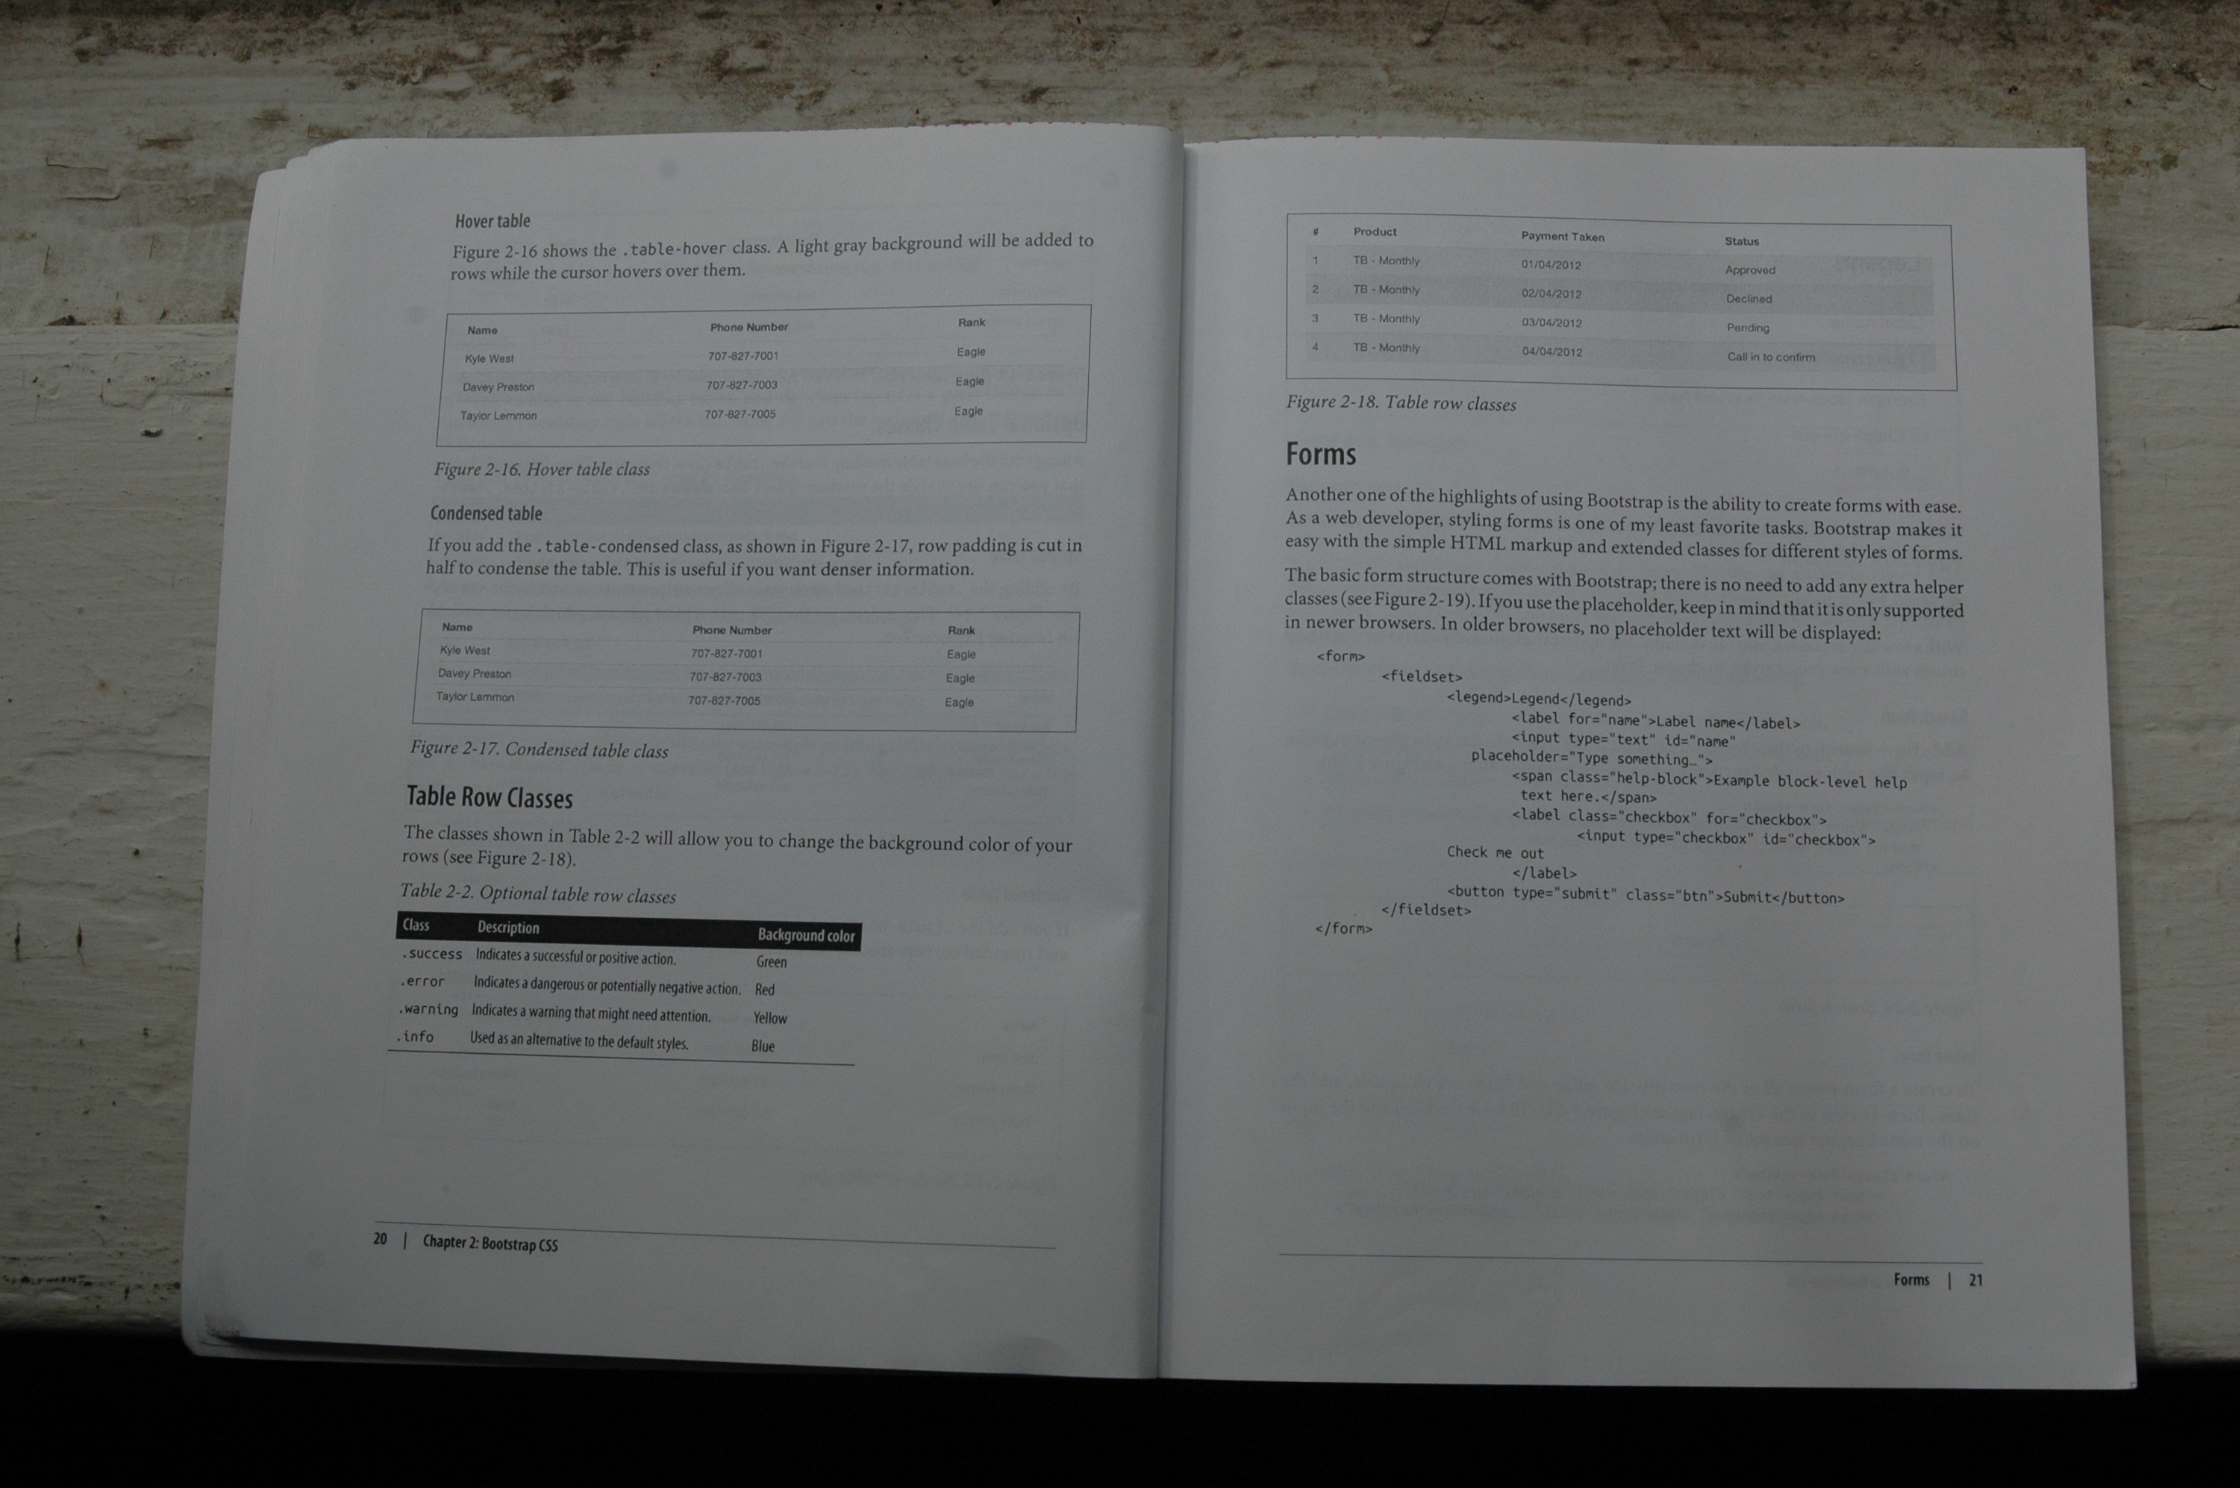 Hover table
Figure 2-16 shows the .table-hover class. A light gray background will be added to
rows while the cursor hovers over them.
Name Phone Number Rank
Kyle West 707-827-7001 Eagle
Davey Preston 707-827-7003 Eagle
Taylor Lemmon 707-827-7005 Eagle
Figure 2-16. Hover table class
Condensed table
If you add the .table-condensed class, as shown in Figure 2-17, row padding is cut in
half to condense the table. This is useful if you want denser information.
Name Phone Number Rank
Kyle West 707-827-7001 Eagle
Davey Preston 707-827-7003 Eagle
Taylor Lemmon 707-827-7005 Eagle
Figure 2-17. Condensed table class
Table Row Classes
The classes shown in Table 2-2 will allow you to change the background color of your
rows (see Figure 2-18).
Table 2-2. Optional table row classes
Class Description Background color
.success Indicates a successful or positive action. Green
.error Indicates a dangerous or potentially negative action. Red
.warning Indicates a warning that might need attention. Yellow
.info Used as an alternative to the default styles. Blue
20 | Chapter 2: Bootstrap CSS
# Product Payment Taken Status
1 TB - Monthly 01/04/2012 Approved
2 TB - Monthly 02/04/2012 Declined
3 TB - Monthly 03/04/2012 Pending
4 TB - Monthly 04/04/2012 Call in to confirm
Figure 2-18. Table row classes
Forms
Another one of the highlights of using Bootstrap is the ability to create forms with ease.
As a web developer, styling forms is one of my least favorite tasks. Bootstrap makes it
easy with the simple HTML markup and extended classes for different styles of forms.
The basic form structure comes with Bootstrap; there is no need to add any extra helper
classes (see Figure 2-19). If you use the placeholder, keep in mind that it is only supported
in newer browsers. In older browsers, no placeholder text will be displayed:
<form>
<fieldset>
<legend>Legend</legend>
<label for="name">Label name</label>
<input type="text" id="name"
placeholder="Type something…">
<span class="help-block">Example block-level help
text here.</span>
<label class="checkbox" for="checkbox">
<input type="checkbox" id="checkbox">
Check me out
</label>
<button type="submit" class="btn">Submit</button>
</fieldset>
</form>
Forms | 21